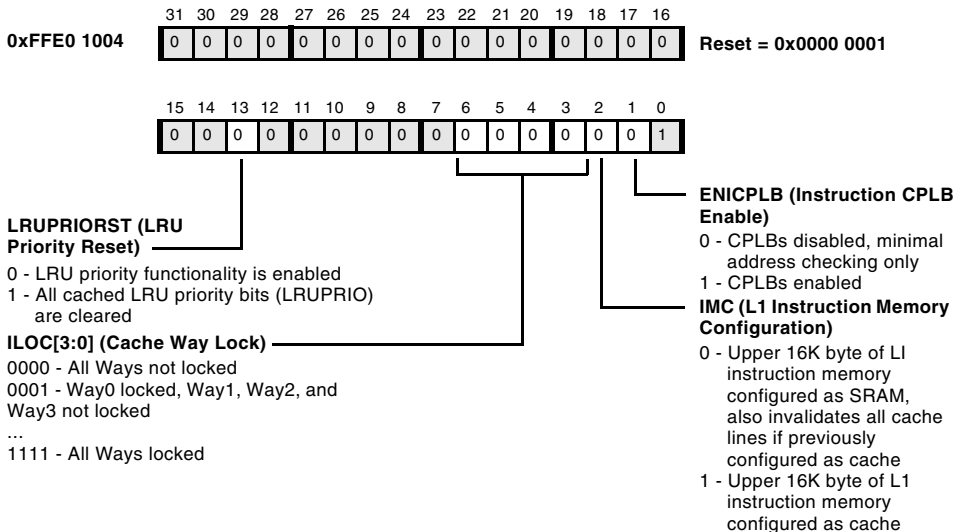 31 30 29 28 27 26 25 24 23 22 21 20 19 18 17 16
0xFFE0 1004
0 0 0 0 0 0 0 0 0 0 0 0 0 0 0 0
Reset = 0x0000 0001
15 14 13 12 11 10 9 8 7 6 5 4 3 2 1 0
0 0 0 0 0 0 0 0 0 0 0 0 0 0 0 1
LRUPRIORST (LRU
Priority Reset)
0 - LRU priority functionality is enabled
1 - All cached LRU priority bits (LRUPRIO)
are cleared
ILOC[3:0] (Cache Way Lock)
0000 - All Ways not locked
0001 - Way0 locked, Way1, Way2, and
Way3 not locked
...
1111 - All Ways locked
ENICPLB (Instruction CPLB
Enable)
0 - CPLBs disabled, minimal
address checking only
1 - CPLBs enabled
IMC (L1 Instruction Memory
Configuration)
0 - Upper 16K byte of LI
instruction memory
configured as SRAM,
also invalidates all cache
lines if previously
configured as cache
1 - Upper 16K byte of L1
instruction memory
configured as cache